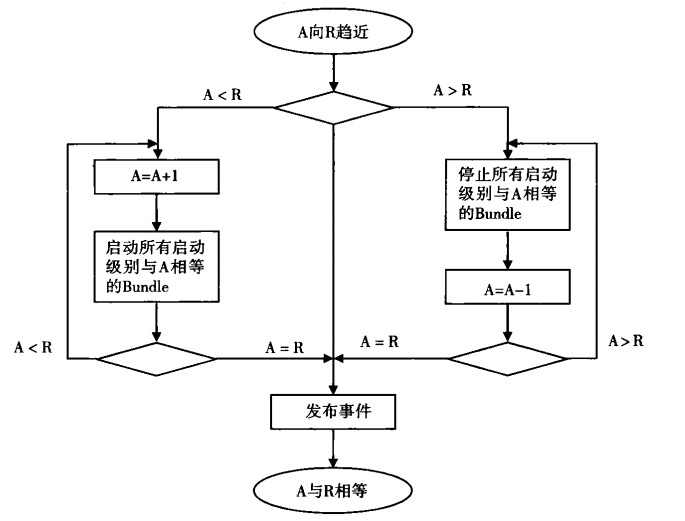 A向R趋近
A < R
A > R
A=A+1
停止所有启动
级别与A相等
的Bundle
启动所有启动
级别与A相等
的Bundle
A=A-1
A < R
A = R
A = R
A>R
发布事件
A与R相等